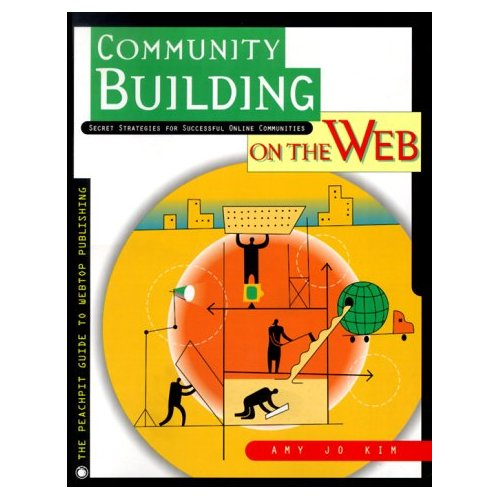 COMMUNITY
BUILDING
SECRET STRATEGIES FOR SUCCESSFUL ONLINE COMMUNITIES
ON THE WEB
THE PEACHPIT GUIDE TO WEBTOP PUBLISHING
AMY JO KIM